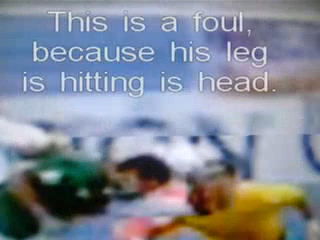 This is a foul,
because his leg
is hitting is head.